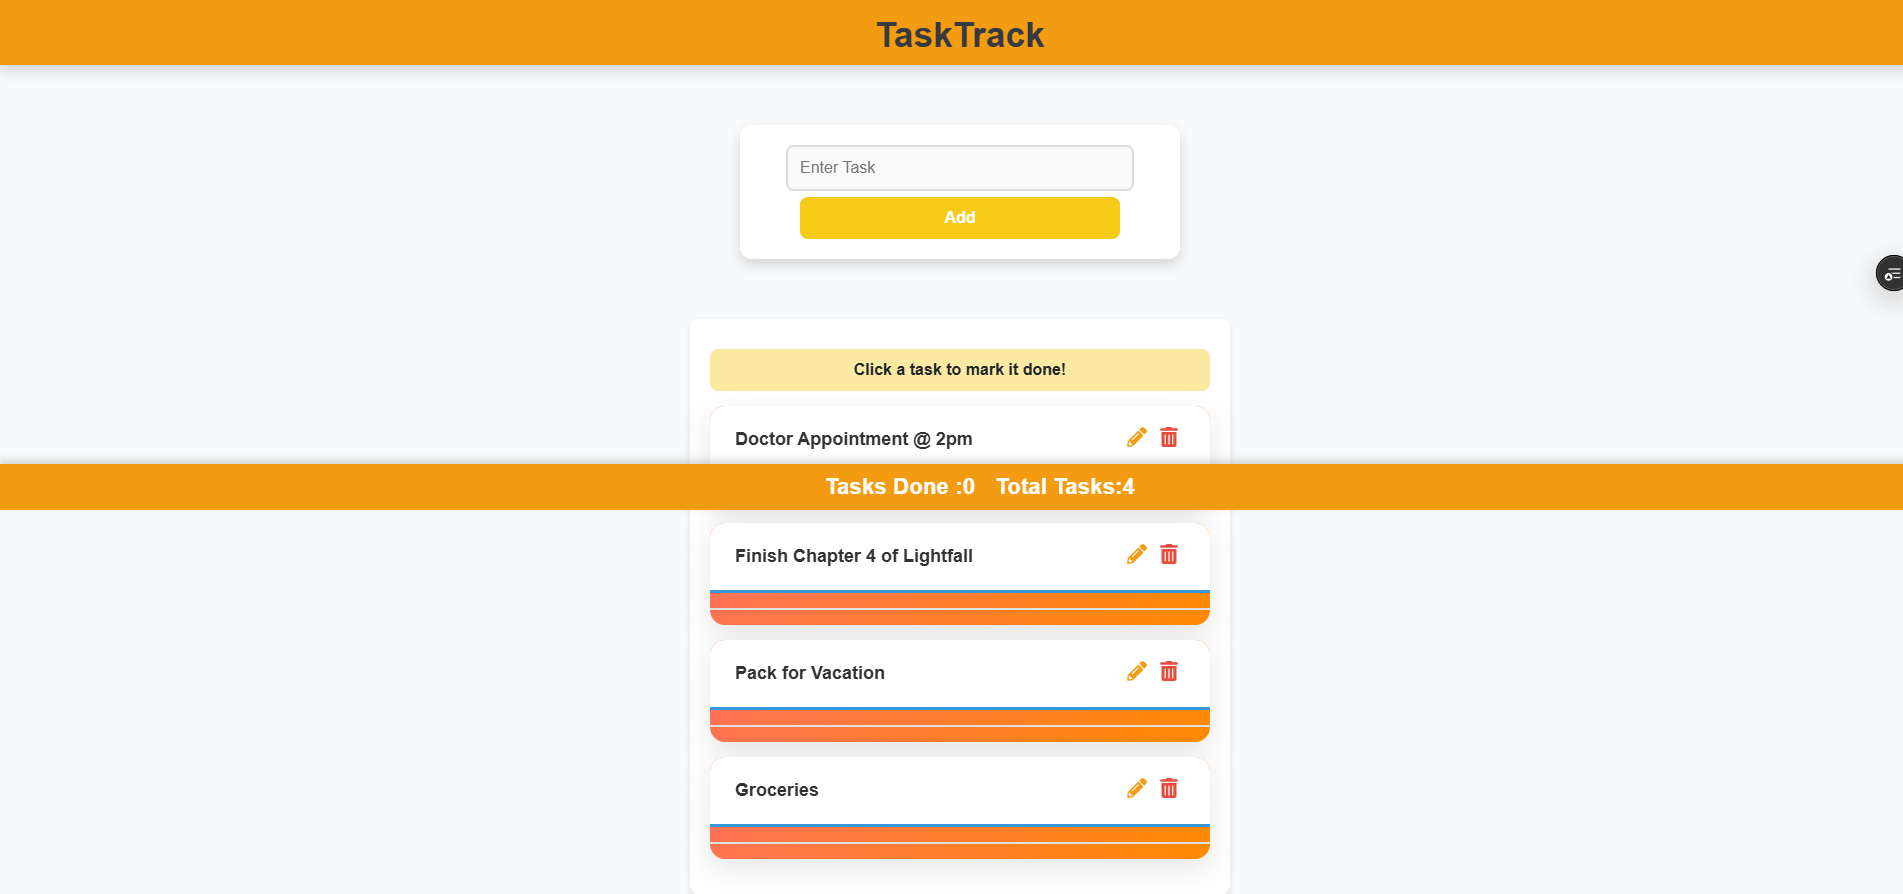 TaskTrack
Enter Task
Add
Click a task to mark it done!
Doctor Appointment @ 2pm
Tasks Done :0 Total Tasks:4
Finish Chapter 4 of Lightfall
Pack for Vacation
Groceries